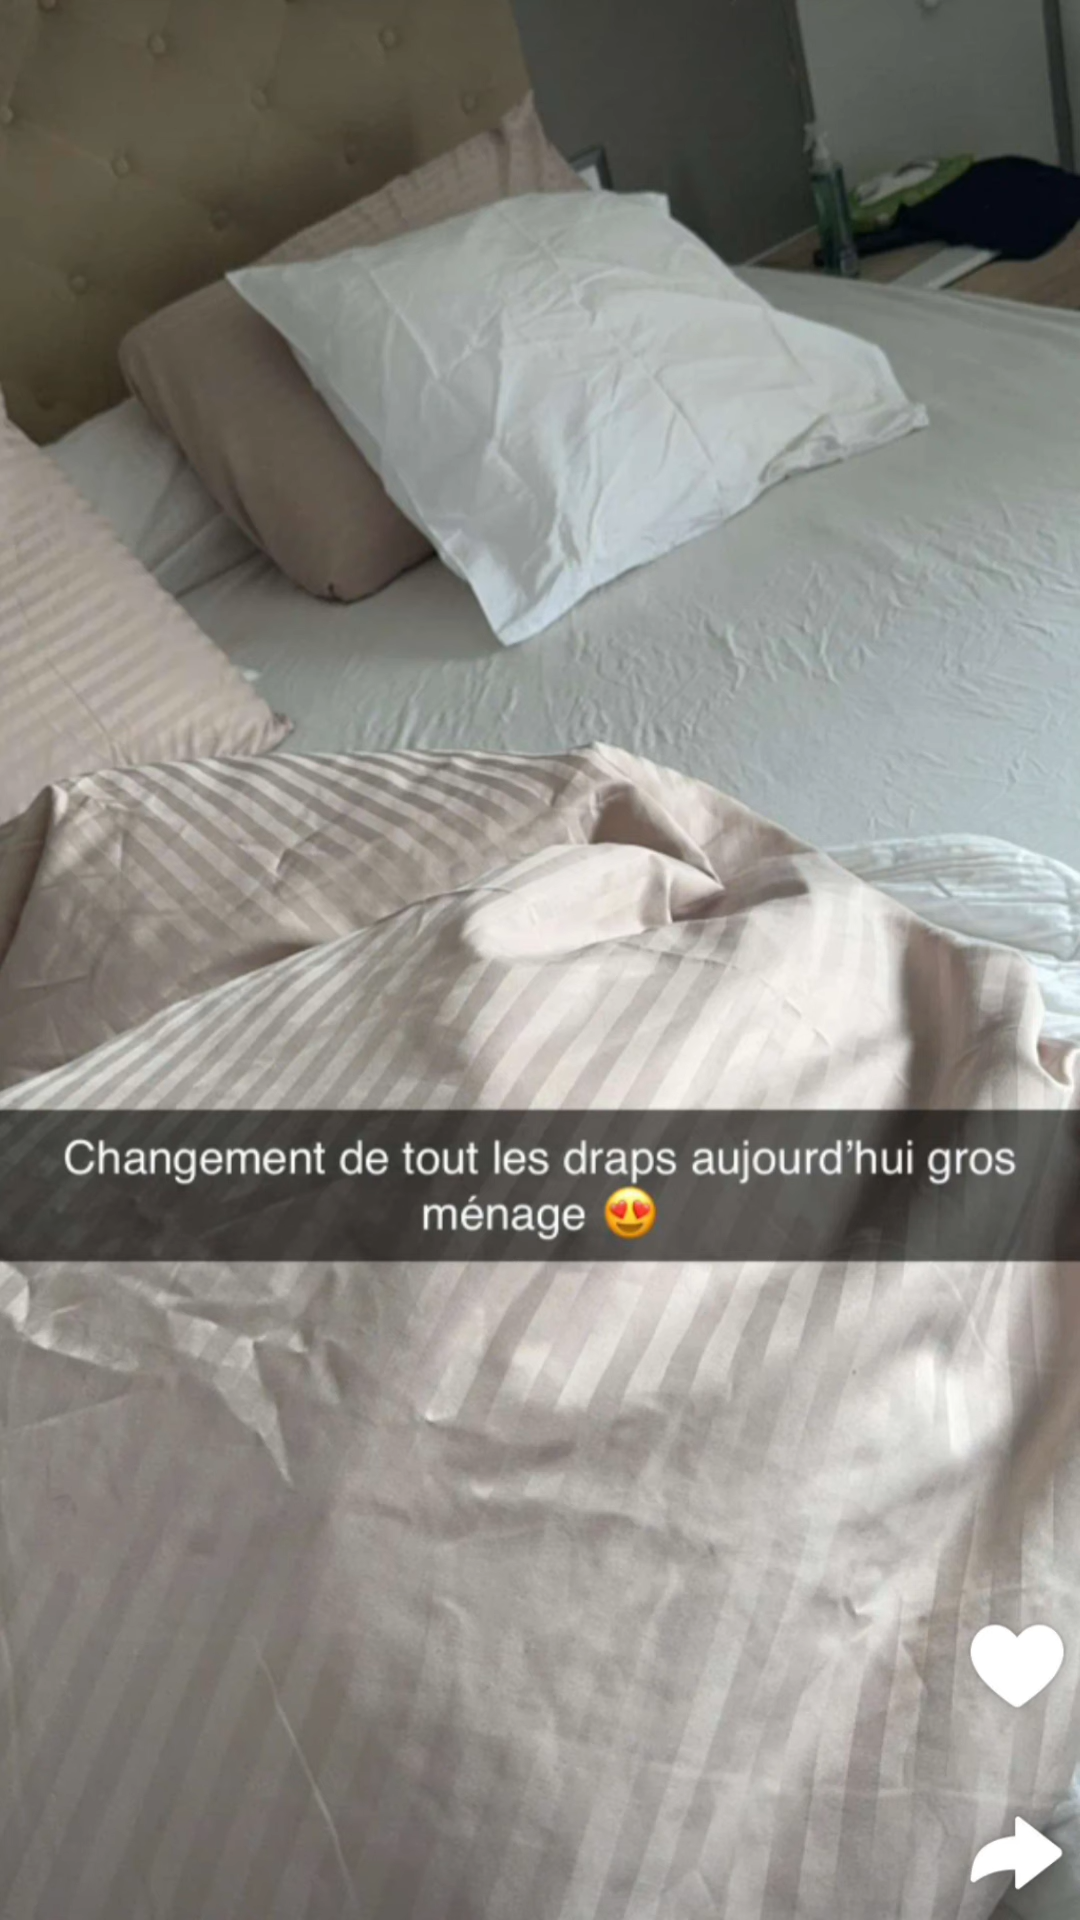 Changement de tout les draps aujourd’hui gros
ménage 😍